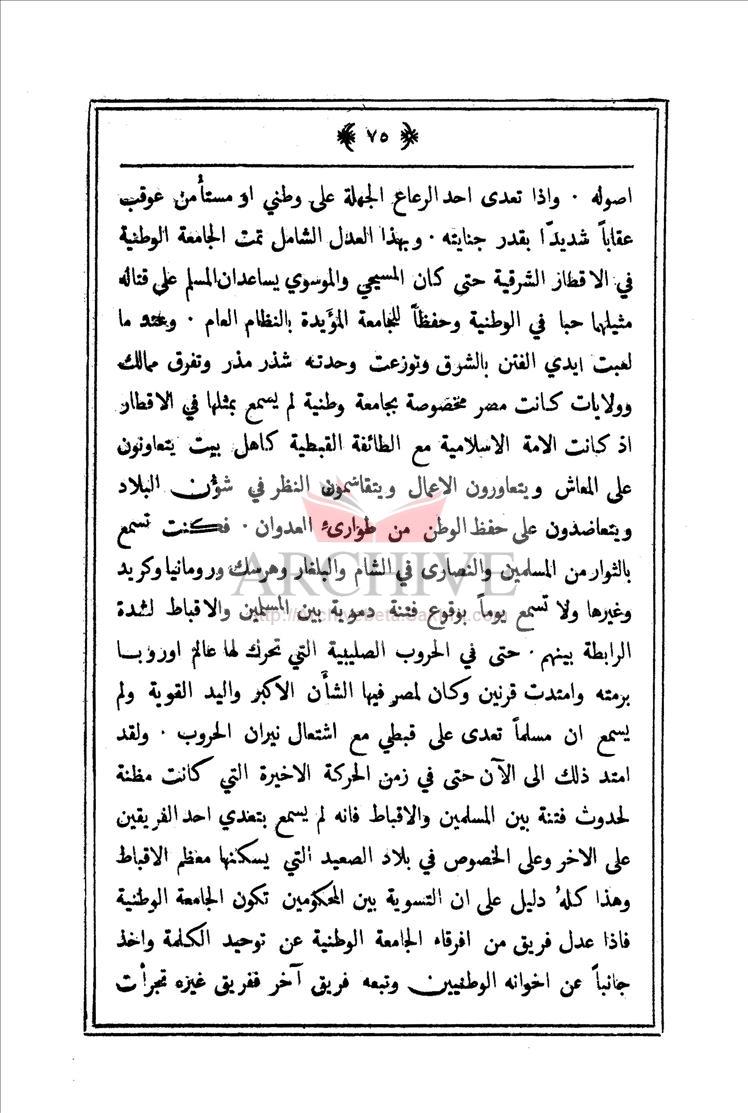 ﴿ ٧٥ ﴾
اصوله ٠ واذا تعدى احد الرعاع الجهلة على وطني او مستأمن عوقب
عقاباً شديدًا بقدر جنايته ٠ وبهذا العدل الشامل تمت الجامعة الوطنية
في الاقطار الشرقية حتى كان المسيحي والموسوي يساعدان المسلم على قتاله
مثيلهما حبا في الوطنية وحفظاً للجامعة المؤيدة بالنظام العام ٠ وعند ما
لعبت ايدي الفتن بالشرق وتوزعت وحدته شذر مذر وتفرق ممالك
وولايات كانت مصر مخصوصة بجامعة وطنية لم يسمع بمثلها في الاقطار
اذ كانت الامة الاسلامية مع الطائفة القبطية كاهل بيت يتعاونون
على المعاش ويتعاورون الاعمال ويتقاسمون النظر في شؤن البلاد
ويتعاضدون على حفظ الوطن من طوارئ العدوان ٠ فكنت تسمع
بالثوار من المسلمين والنصارى في الشام والبلغار وهرسك ورومانيا وكريد
وغيرها ولا تسمع يوماً بوقوع فتنة دموية بين المسلمين والاقباط لشدة
الرابطة بينهم ٠ حتى في الحروب الصليبية التي تحرك لها عالم اوروبا
برمته وامتدت قرنين وكان لمصر فيها الشأن الاكبر واليد القوية ولم
يسمع ان مسلماً تعدى على قبطي مع اشتعال نيران الحروب ٠ ولقد
امتد ذلك الى الآن حتى في زمن الحركة الاخيرة التي كانت مظنة
لحدوث فتنة بين المسلمين والاقباط فانه لم يسمع بتعدي احد الفريقين
على الاخر وعلى الخصوص في بلاد الصعيد التي يسكنها معظم الاقباط
وهذا كلهُ دليل على ان التسوية بين المحكومين تكون الجامعة الوطنية
فاذا عدل فريق من افرقاء الجامعة الوطنية عن توحيد الكلمة واخذ
جانباً عن اخوانه الوطنيين وتبعه فريق آخر ففريق غيره تجرأت
ARCHIVE